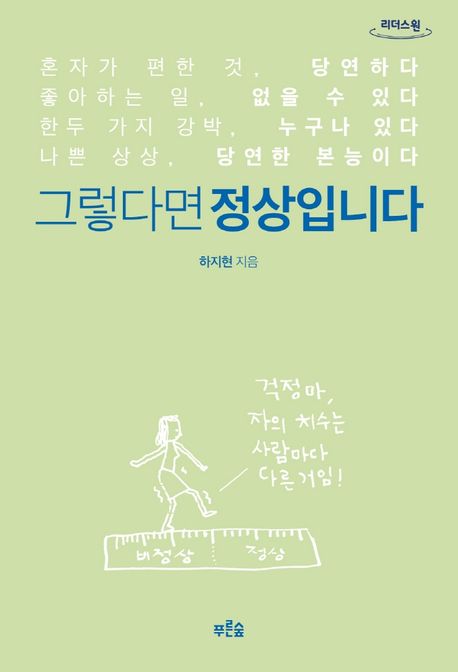 리더스원
혼자가 편한 것, 당연하다
좋아하는 일, 없을 수 있다
한두 가지 강박, 누구나 있다
나쁜 상상, 당연한 본능이다
그렇다면 정상입니다
하지현 지음
걱정마,
자의 치수는
사람마다
다른거임!
비정상 정상
푸른숲